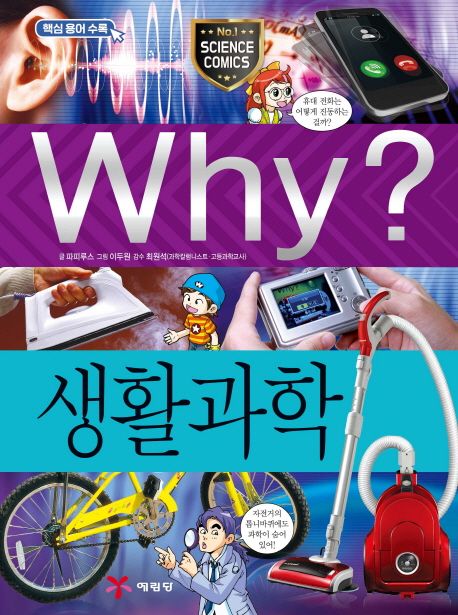 핵심 용어 수록
No.1
SCIENCE
COMICS
휴대 전화는
어떻게 진동하는
걸까?
Why?
글 파피루스 그림 이두원 감수 최원석(과학칼럼니스트·고등과학교사)
생활과학
자전거의
톱니바퀴에도
과학이 숨어
있어!
예림당